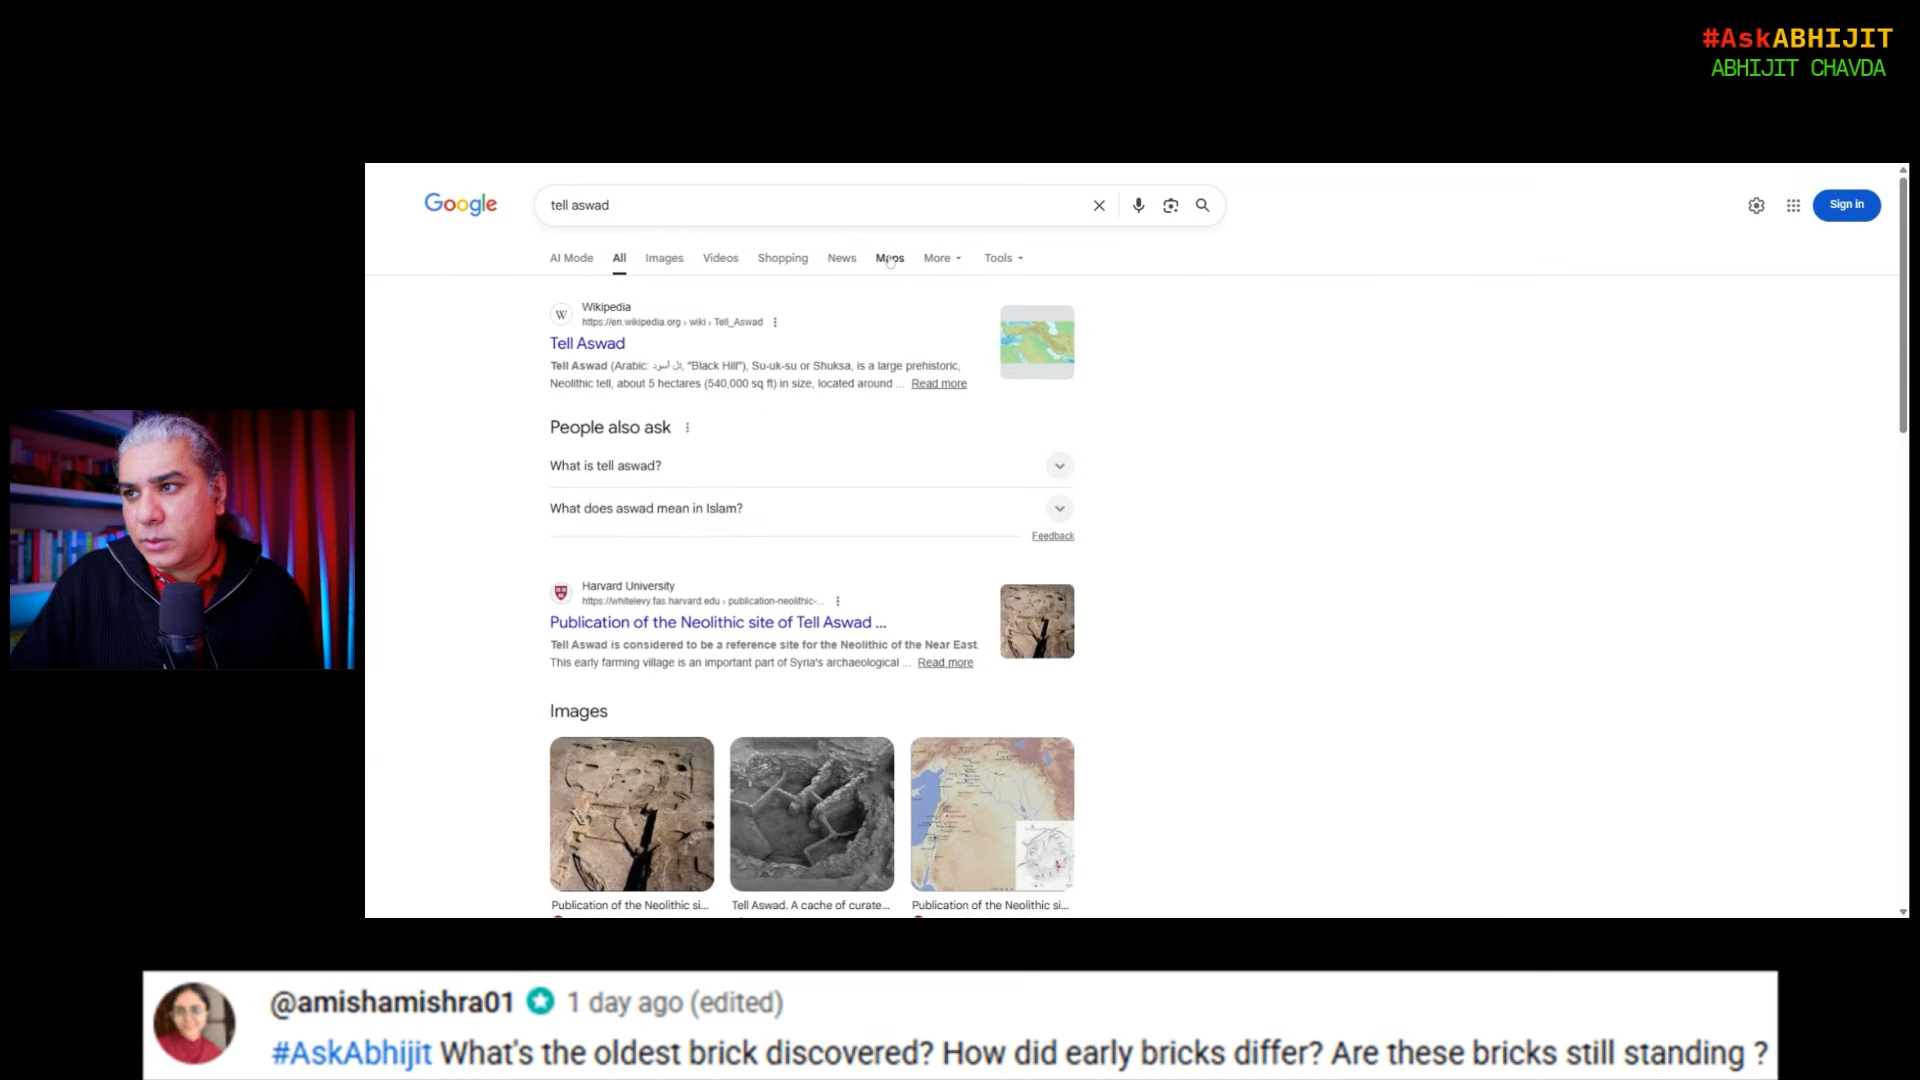 #AskABHIJIT
ABHIJIT CHAVDA
Google
tell aswad
Sign in
AI Mode All Images Videos Shopping News Maps More Tools
Wikipedia
https://en.wikipedia.org › wiki › Tell_Aswad
Tell Aswad
Tell Aswad (Arabic: تل أسود, "Black Hill"), Su-uk-su or Shuksa, is a large prehistoric,
Neolithic tell, about 5 hectares (540,000 sq ft) in size, located around ... Read more
People also ask
What is tell aswad?
What does aswad mean in Islam?
Feedback
Harvard University
https://whitelevy.fas.harvard.edu › publication-neolithic-...
Publication of the Neolithic site of Tell Aswad ...
Tell Aswad is considered to be a reference site for the Neolithic of the Near East.
This early farming village is an important part of Syria's archaeological ... Read more
Images
Publication of the Neolithic si...
Tell Aswad. A cache of curate...
Publication of the Neolithic si...
@amishamishra01 1 day ago (edited)
#AskAbhijit What's the oldest brick discovered? How did early bricks differ? Are these bricks still standing ?